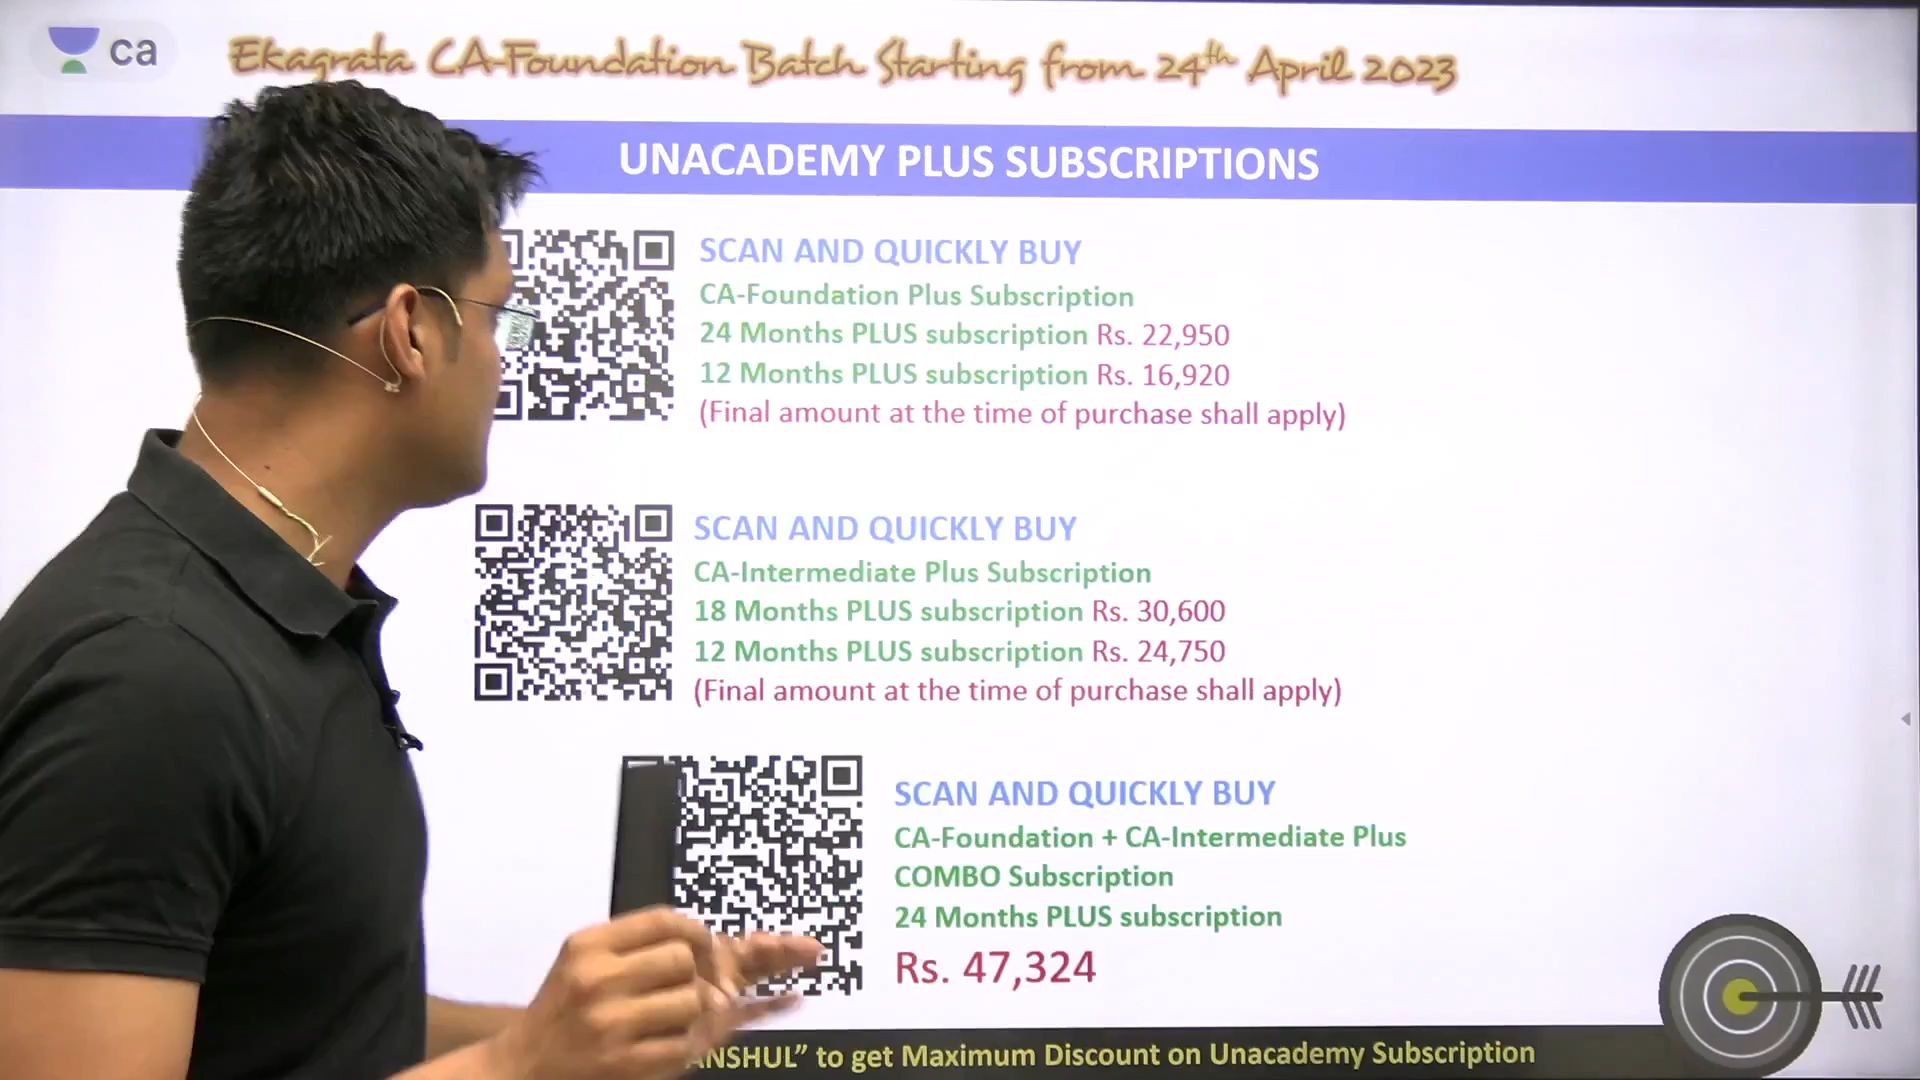 ca
Ekagrata CA-Foundation Batch Starting from 24th April 2023
UNACADEMY PLUS SUBSCRIPTIONS
SCAN AND QUICKLY BUY
CA-Foundation Plus Subscription
24 Months PLUS subscription Rs. 22,950
12 Months PLUS subscription Rs. 16,920
(Final amount at the time of purchase shall apply)
SCAN AND QUICKLY BUY
CA-Intermediate Plus Subscription
18 Months PLUS subscription Rs. 30,600
12 Months PLUS subscription Rs. 24,750
(Final amount at the time of purchase shall apply)
SCAN AND QUICKLY BUY
CA-Foundation + CA-Intermediate Plus
COMBO Subscription
24 Months PLUS subscription
Rs. 47,324
ANSHUL” to get Maximum Discount on Unacademy Subscription